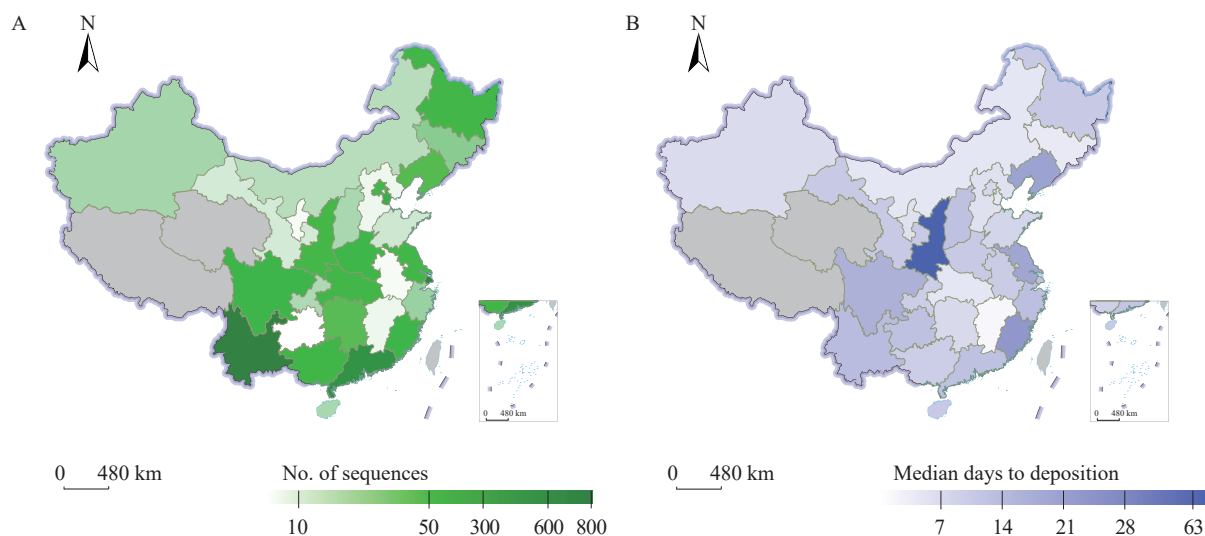 A
N
0 480 km
0 480 km
No. of sequences
10 50 300 600 800
B
N
0 480 km
0 480 km
Median days to deposition
7 14 21 28 63